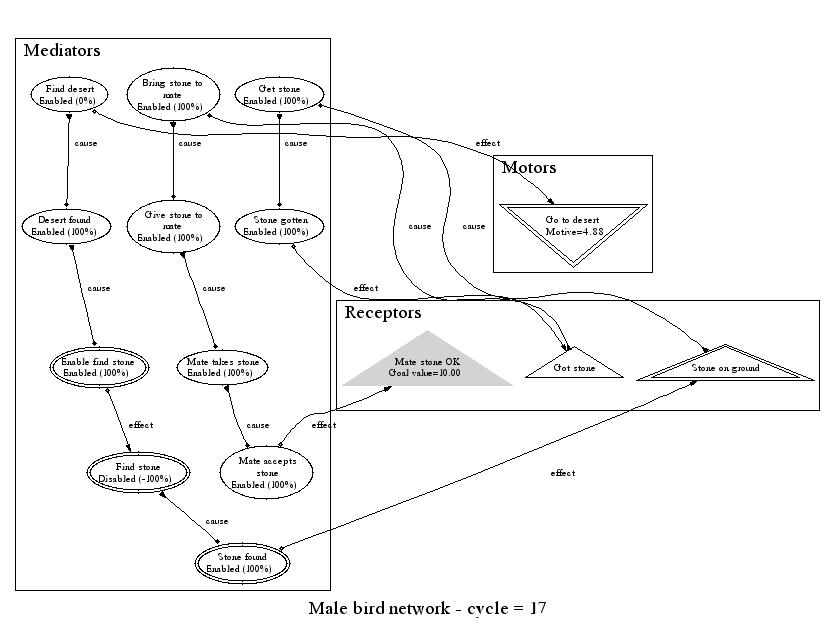 Mediators
Find desert
Enabled (0%)
Bring stone to
mate
Enabled (100%)
Get stone
Enabled (100%)
cause
cause
cause
effect
Motors
Go to desert
Motive=4.88
Desert found
Enabled (100%)
Give stone to
mate
Enabled (100%)
Stone gotten
Enabled (100%)
cause
cause
cause
cause
effect
Receptors
Enable find stone
Enabled (100%)
Mate takes stone
Enabled (100%)
Mate stone OK
Goal value=10.00
Got stone
Stone on ground
effect
cause
effect
Find stone
Disabled (-100%)
Mate accepts
stone
Enabled (100%)
effect
cause
Stone found
Enabled (100%)
Male bird network - cycle = 17